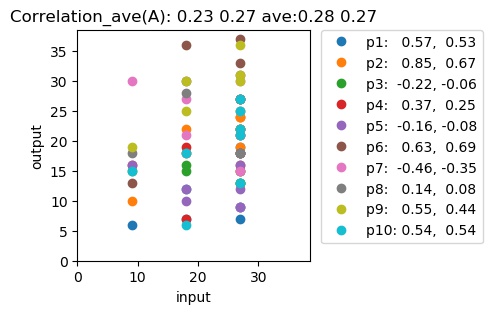 Correlation_ave(A): 0.23 0.27 ave:0.28 0.27
output
35
30
25
20
15
10
5
0
0 10 20 30
input
p1: 0.57, 0.53
p2: 0.85, 0.67
p3: -0.22, -0.06
p4: 0.37, 0.25
p5: -0.16, -0.08
p6: 0.63, 0.69
p7: -0.46, -0.35
p8: 0.14, 0.08
p9: 0.55, 0.44
p10: 0.54, 0.54